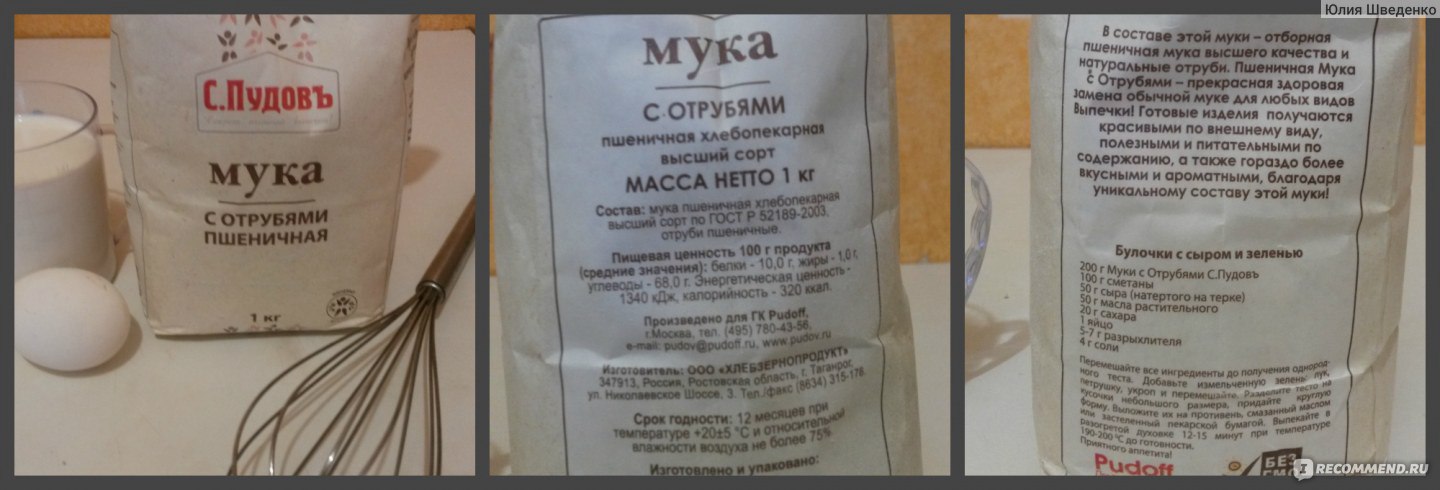 Юлия Шведенко
С.ПУДОВЪ
мука
С ОТРУБЯМИ
ПШЕНИЧНАЯ
1 кг
мука
С ОТРУБЯМИ
пшеничная хлебопекарная
высший сорт
МАССА НЕТТО 1 кг
Состав: мука пшеничная хлебопекарная
высший сорт по ГОСТ Р 52189-2003,
отруби пшеничные.
Пищевая ценность 100 г продукта
(средние значения): белки - 10,0 г, жиры - 1,0 г,
углеводы - 68,0 г. Энергетическая ценность -
1340 кДж, калорийность - 320 ккал.
Произведено для ГК Pudoff,
г.Москва, тел. (495) 780-43-56,
e-mail: pudov@pudoff.ru, www.pudov.ru
Изготовитель: ООО «ХЛЕБЗЕРНОПРОДУКТ»
347913, Россия, Ростовская область, г. Таганрог,
ул. Николаевское Шоссе, 3. Тел./факс (8634) 315-178.
Срок годности: 12 месяцев при
температуре +20±5 °С и относительной
влажности воздуха не более 75%.
Изготовлено и упаковано:
В составе этой муки – отборная
пшеничная мука высшего качества и
натуральные отруби. Пшеничная Мука
с Отрубями – прекрасная здоровая
замена обычной муке для любых видов
Выпечки! Готовые изделия получаются
красивыми по внешнему виду,
полезными и питательными по
содержанию, а также гораздо более
вкусными и ароматными, благодаря
уникальному составу этой муки!
Булочки с сыром и зеленью
200 г Муки с Отрубями С.Пудовъ
100 г сметаны
50 г сыра (натертого на терке)
50 г масла растительного
20 г сахара
1 яйцо
5-7 г разрыхлителя
4 г соли
Перемешайте все ингредиенты до получения однород-
ного теста. Добавьте измельченную зелень: лук,
петрушку, укроп и перемешайте. Разделите тесто на
кусочки небольшого размера, придайте круглую
форму. Выложите их на противень, смазанный маслом
или застеленный пекарской бумагой. Выпекайте в
разогретой духовке 12-15 минут при температуре
190-200 °С до готовности.
Приятного аппетита!
Pudoff
БЕЗ
ГМО
IRECOMMEND.RU